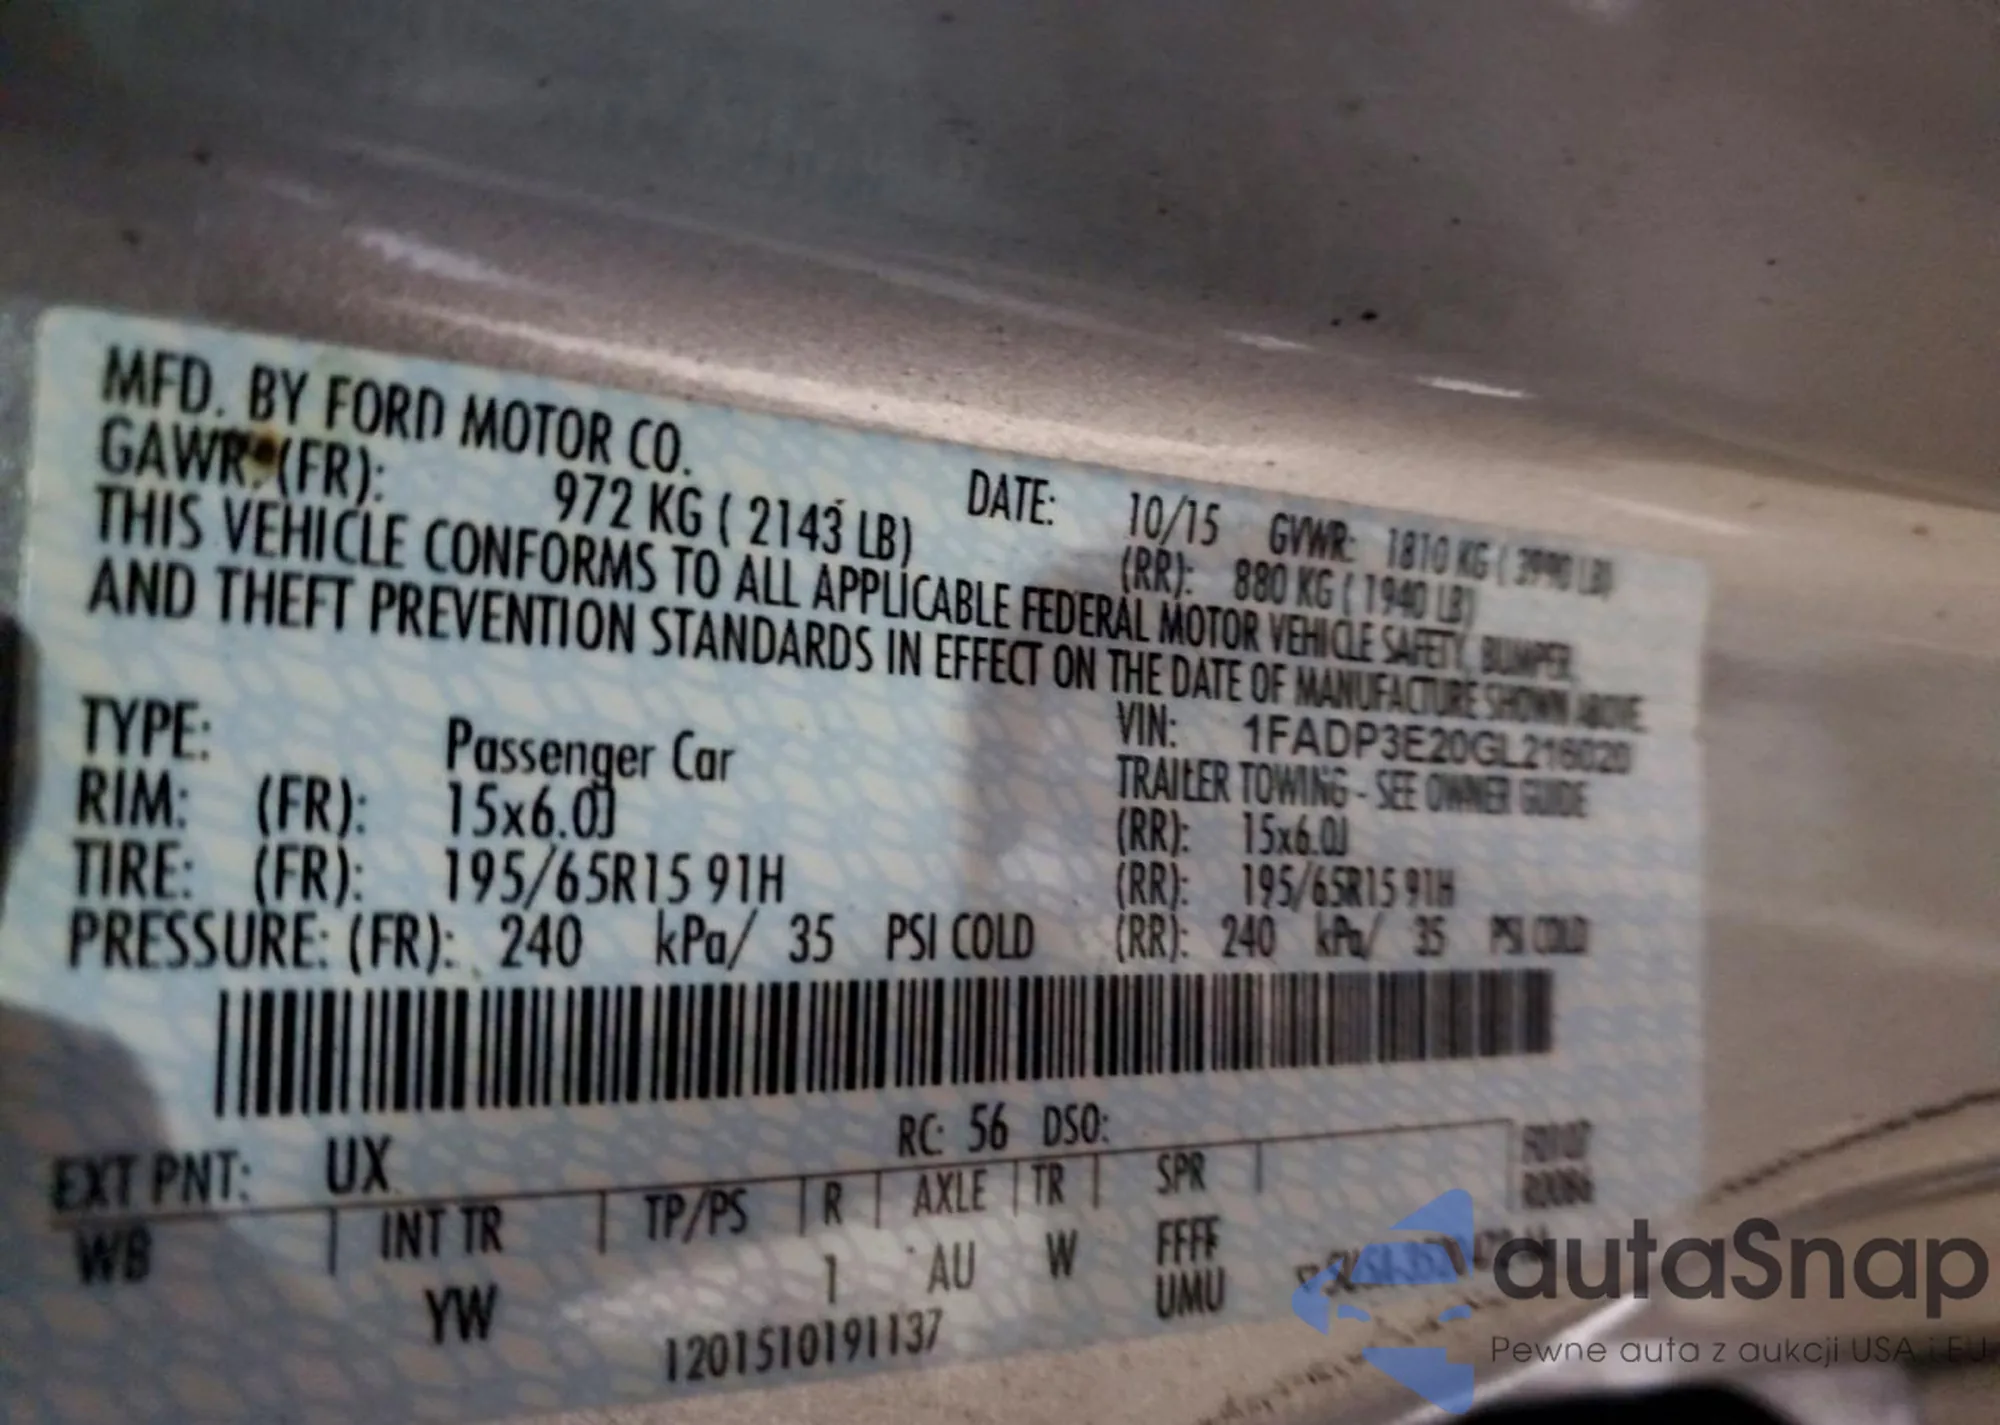 MFD. BY FORD MOTOR CO. DATE: 10/15 GVWR: 1810 KG ( 3990 LB)
GAWR: (FR): 972 KG ( 2143 LB) (RR): 880 KG ( 1940 LB)
THIS VEHICLE CONFORMS TO ALL APPLICABLE FEDERAL MOTOR VEHICLE SAFETY, BUMPER,
AND THEFT PREVENTION STANDARDS IN EFFECT ON THE DATE OF MANUFACTURE SHOWN ABOVE.
VIN: 1FADP3E20GL216020
TYPE: Passenger Car TRAILER TOWING - SEE OWNER GUIDE
RIM: (FR): 15x6.0J (RR): 15x6.0J
TIRE: (FR): 195/65R15 91H (RR): 195/65R15 91H
PRESSURE: (FR): 240 kPa/ 35 PSI COLD (RR): 240 kPa/ 35 PSI COLD
RC: 56 DSO:
EXT PNT: UX
WB INT TR TP/PS R AXLE TR SPR
YW 1 AU W FFFF
UMU
1201510191137
autaSnap
Pewne auta z aukcji USA i EU